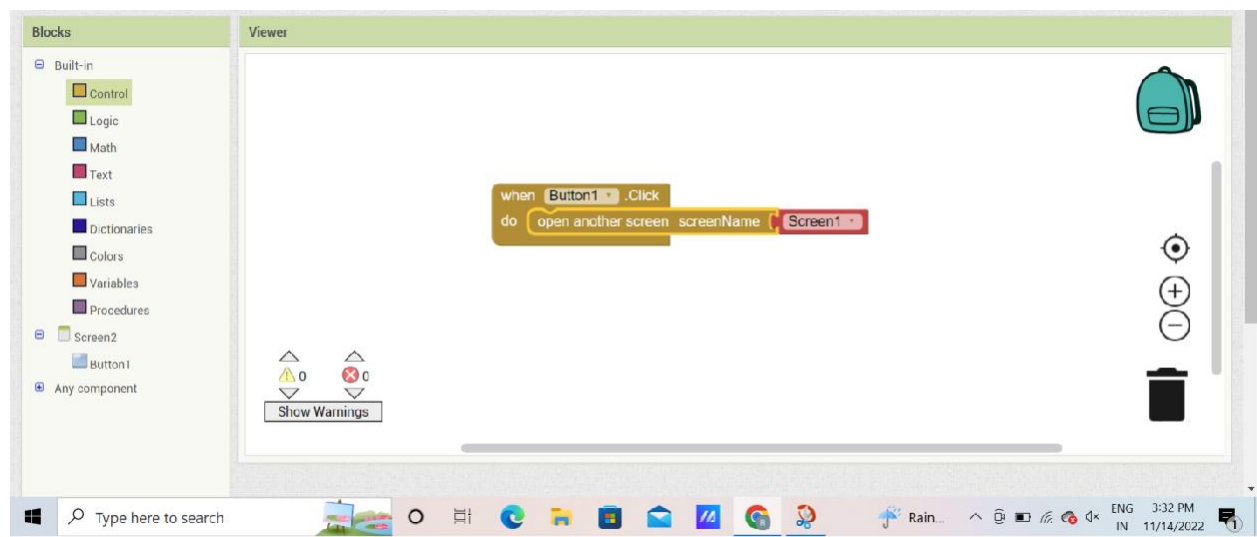 Blocks
Viewer
Built-in
Control
Logic
Math
Text
Lists
Dictionaries
Colors
Variables
Procedures
Screen2
Button1
Any component
when Button1 .Click
do open another screen screenName Screen1
0 0
Show Warnings
Type here to search
Rain...
ENG
IN
3:32 PM
11/14/2022
1